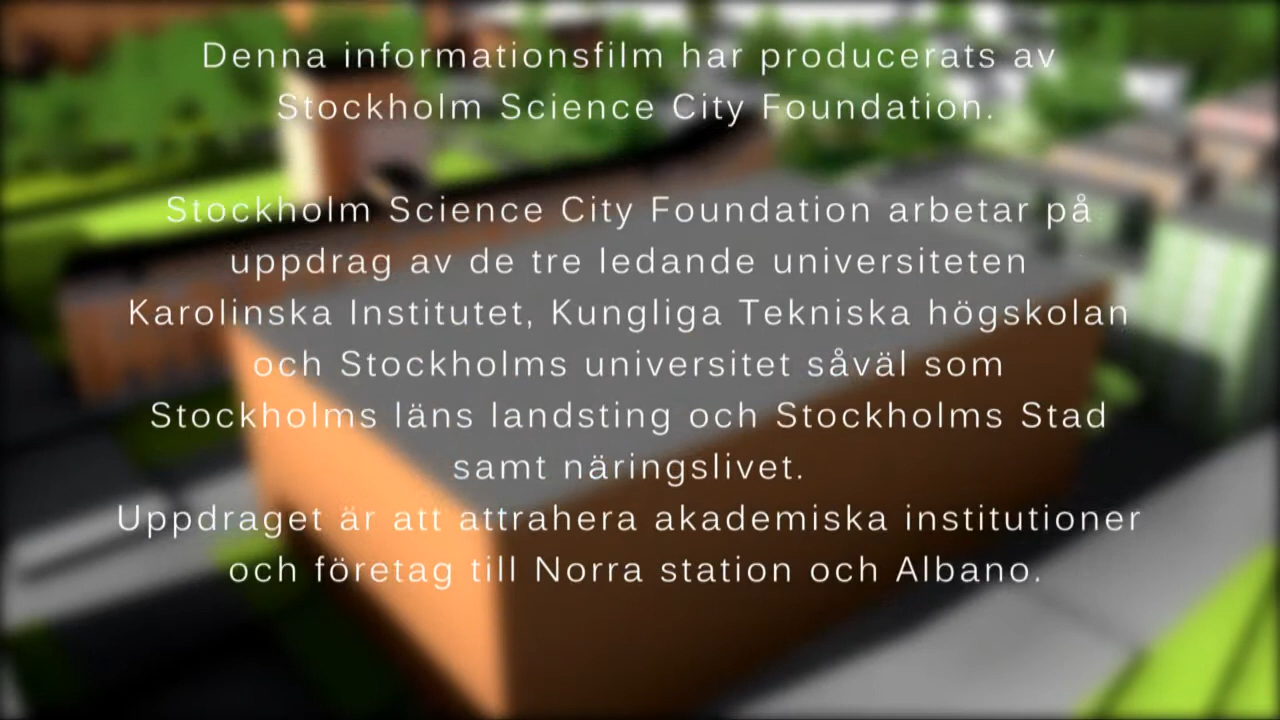 Denna informationsfilm har producerats av
Stockholm Science City Foundation.
Stockholm Science City Foundation arbetar på
uppdrag av de tre ledande universiteten
Karolinska Institutet, Kungliga Tekniska högskolan
och Stockholms universitet såväl som
Stockholms läns landsting och Stockholms Stad
samt näringslivet.
Uppdraget är att attrahera akademiska institutioner
och företag till Norra station och Albano.